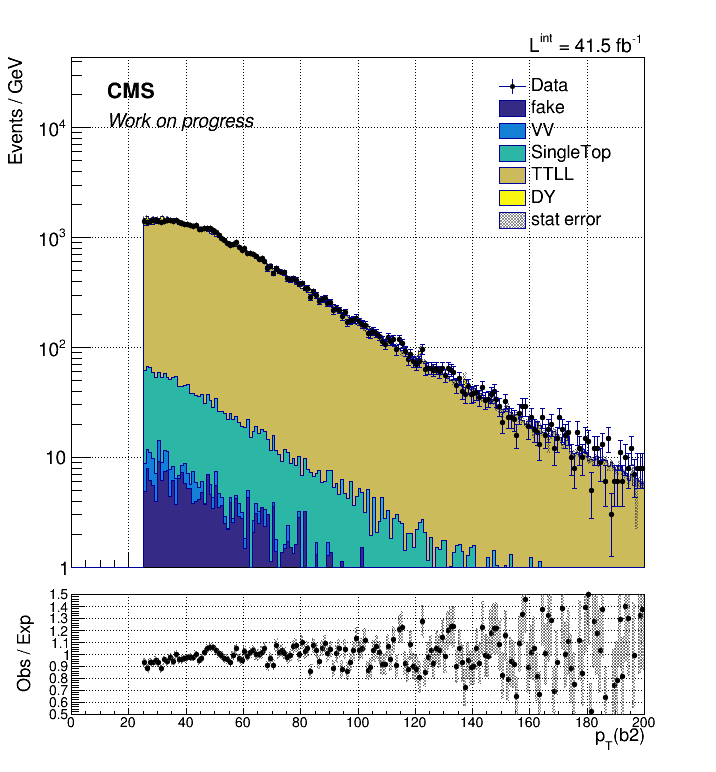 L^int = 41.5 fb^-1
Events / GeV
CMS
Work on progress
Data
fake
VV
SingleTop
TTLL
DY
stat error
10^4
10^3
10^2
10
1
Obs / Exp
1.5
1.4
1.3
1.2
1.1
1
0.9
0.8
0.7
0.6
0.5
0 20 40 60 80 100 120 140 160 180 200
p_T(b2)